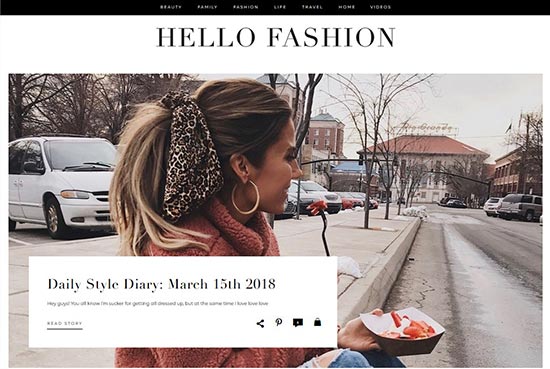 BEAUTY FAMILY FASHION LIFE TRAVEL HOME VIDEOS
HELLO FASHION
Daily Style Diary: March 15th 2018
Hey guys! You all know I'm sucker for getting all dressed up, but at the same time I love love love
READ STORY